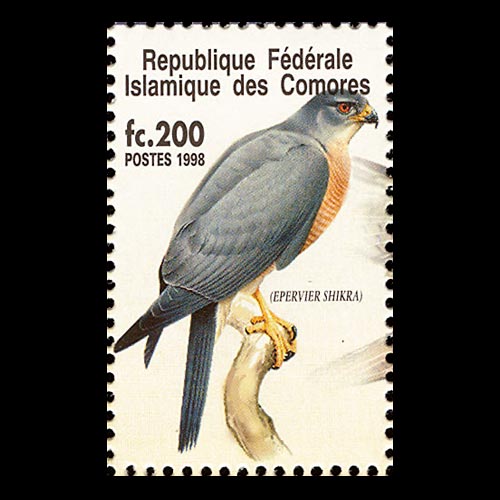 Republique Fédérale
Islamique des Comores
fc.200
POSTES 1998
(EPERVIER SHIKRA)